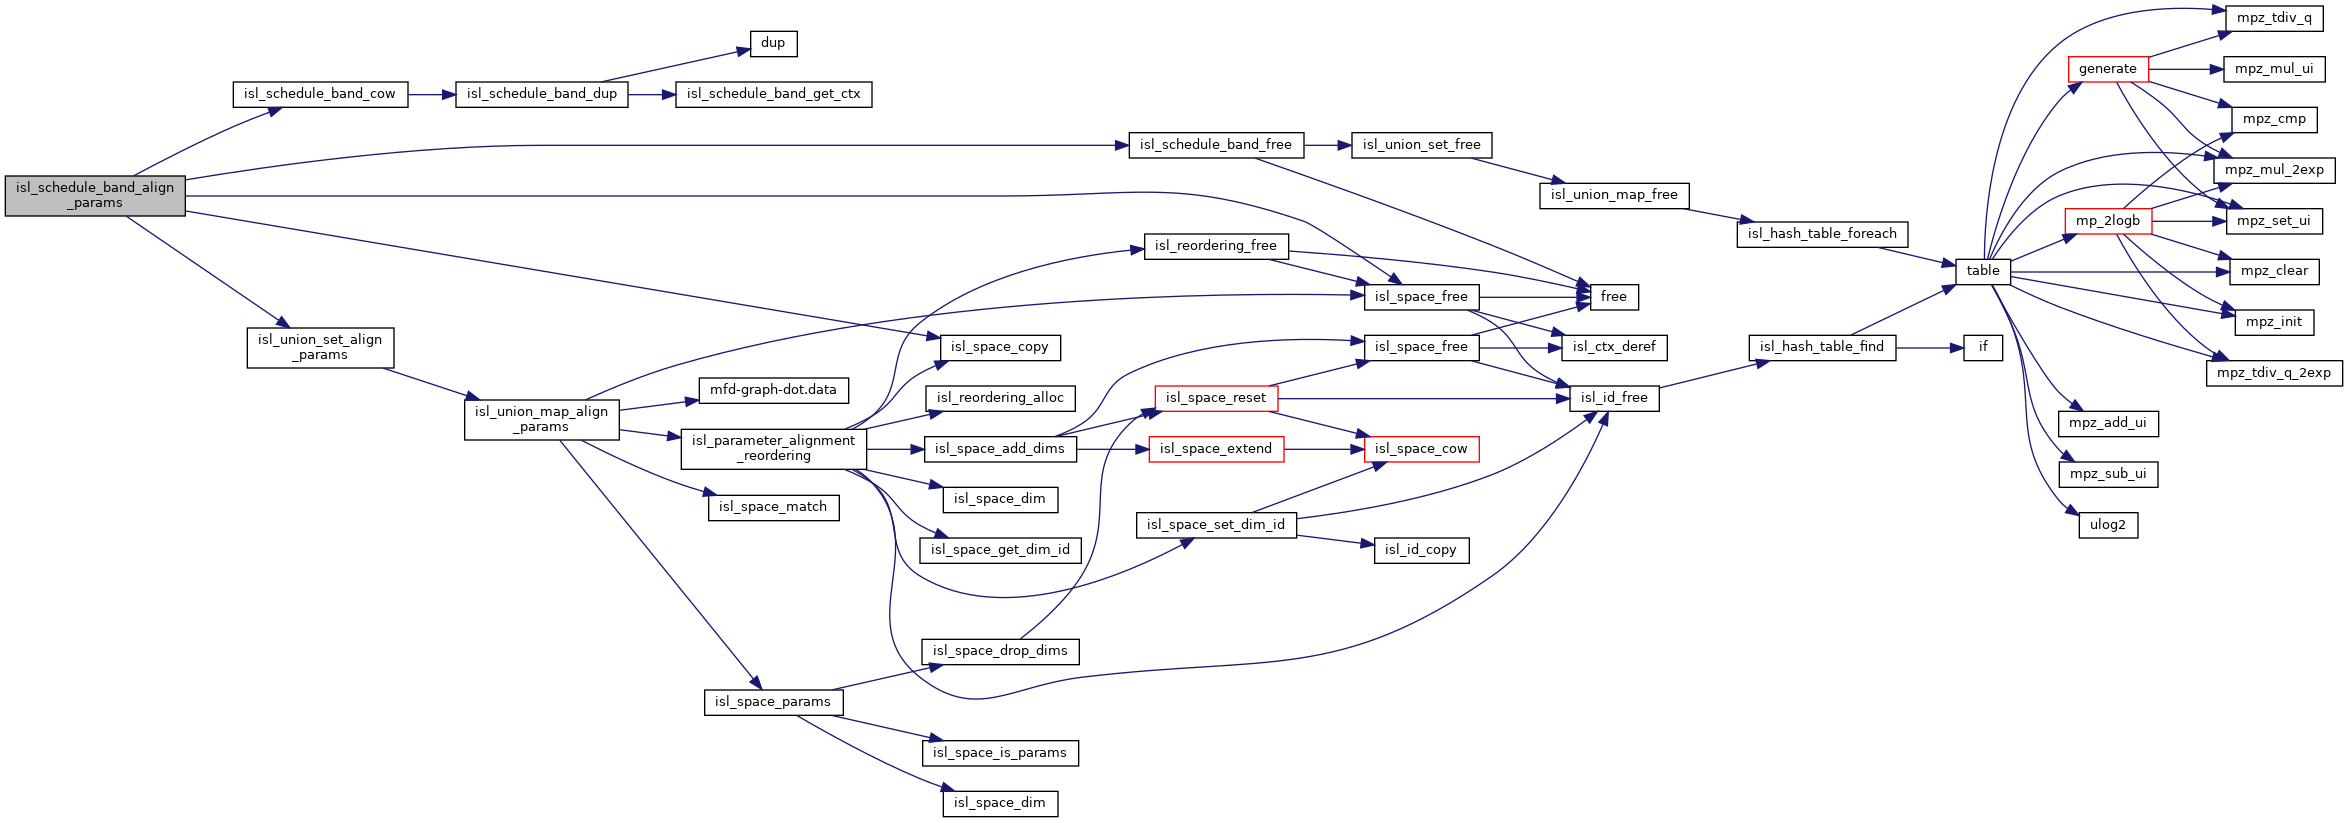 isl_schedule_band_align
_params
isl_schedule_band_cow
isl_schedule_band_dup
dup
isl_schedule_band_get_ctx
isl_schedule_band_free
isl_union_set_free
isl_union_map_free
isl_hash_table_foreach
isl_reordering_free
isl_space_free
free
isl_union_set_align
_params
isl_space_copy
isl_space_free
isl_ctx_deref
isl_hash_table_find
if
mfd-graph-dot.data
isl_reordering_alloc
isl_space_reset
isl_id_free
isl_union_map_align
_params
isl_parameter_alignment
_reordering
isl_space_add_dims
isl_space_extend
isl_space_cow
isl_space_match
isl_space_dim
isl_space_set_dim_id
isl_space_get_dim_id
isl_id_copy
isl_space_drop_dims
isl_space_params
isl_space_is_params
isl_space_dim
table
mpz_tdiv_q
generate
mpz_mul_ui
mpz_cmp
mpz_mul_2exp
mp_2logb
mpz_set_ui
mpz_clear
mpz_init
mpz_tdiv_q_2exp
mpz_add_ui
mpz_sub_ui
ulog2